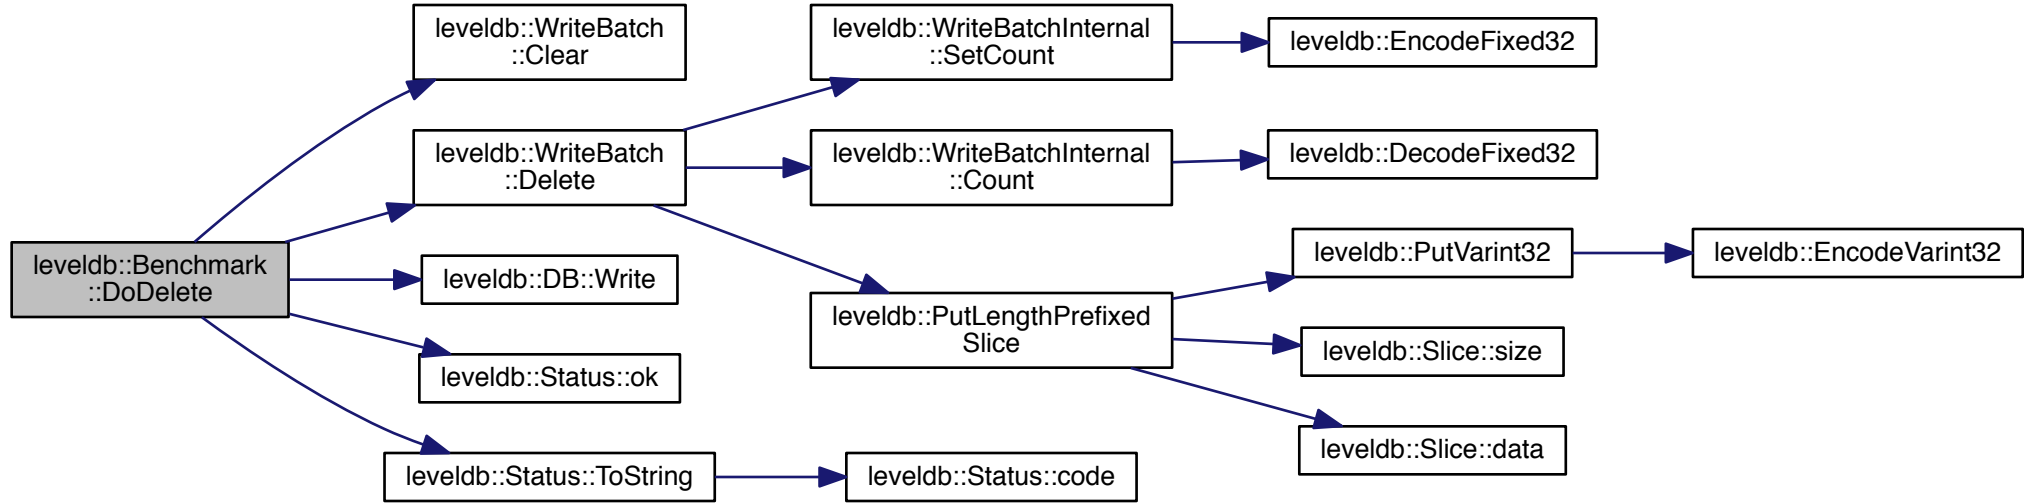 leveldb::Benchmark
::DoDelete
leveldb::WriteBatch
::Clear
leveldb::WriteBatch
::Delete
leveldb::DB::Write
leveldb::Status::ok
leveldb::Status::ToString
leveldb::WriteBatchInternal
::SetCount
leveldb::WriteBatchInternal
::Count
leveldb::PutLengthPrefixed
Slice
leveldb::Status::code
leveldb::EncodeFixed32
leveldb::DecodeFixed32
leveldb::PutVarint32
leveldb::Slice::size
leveldb::Slice::data
leveldb::EncodeVarint32